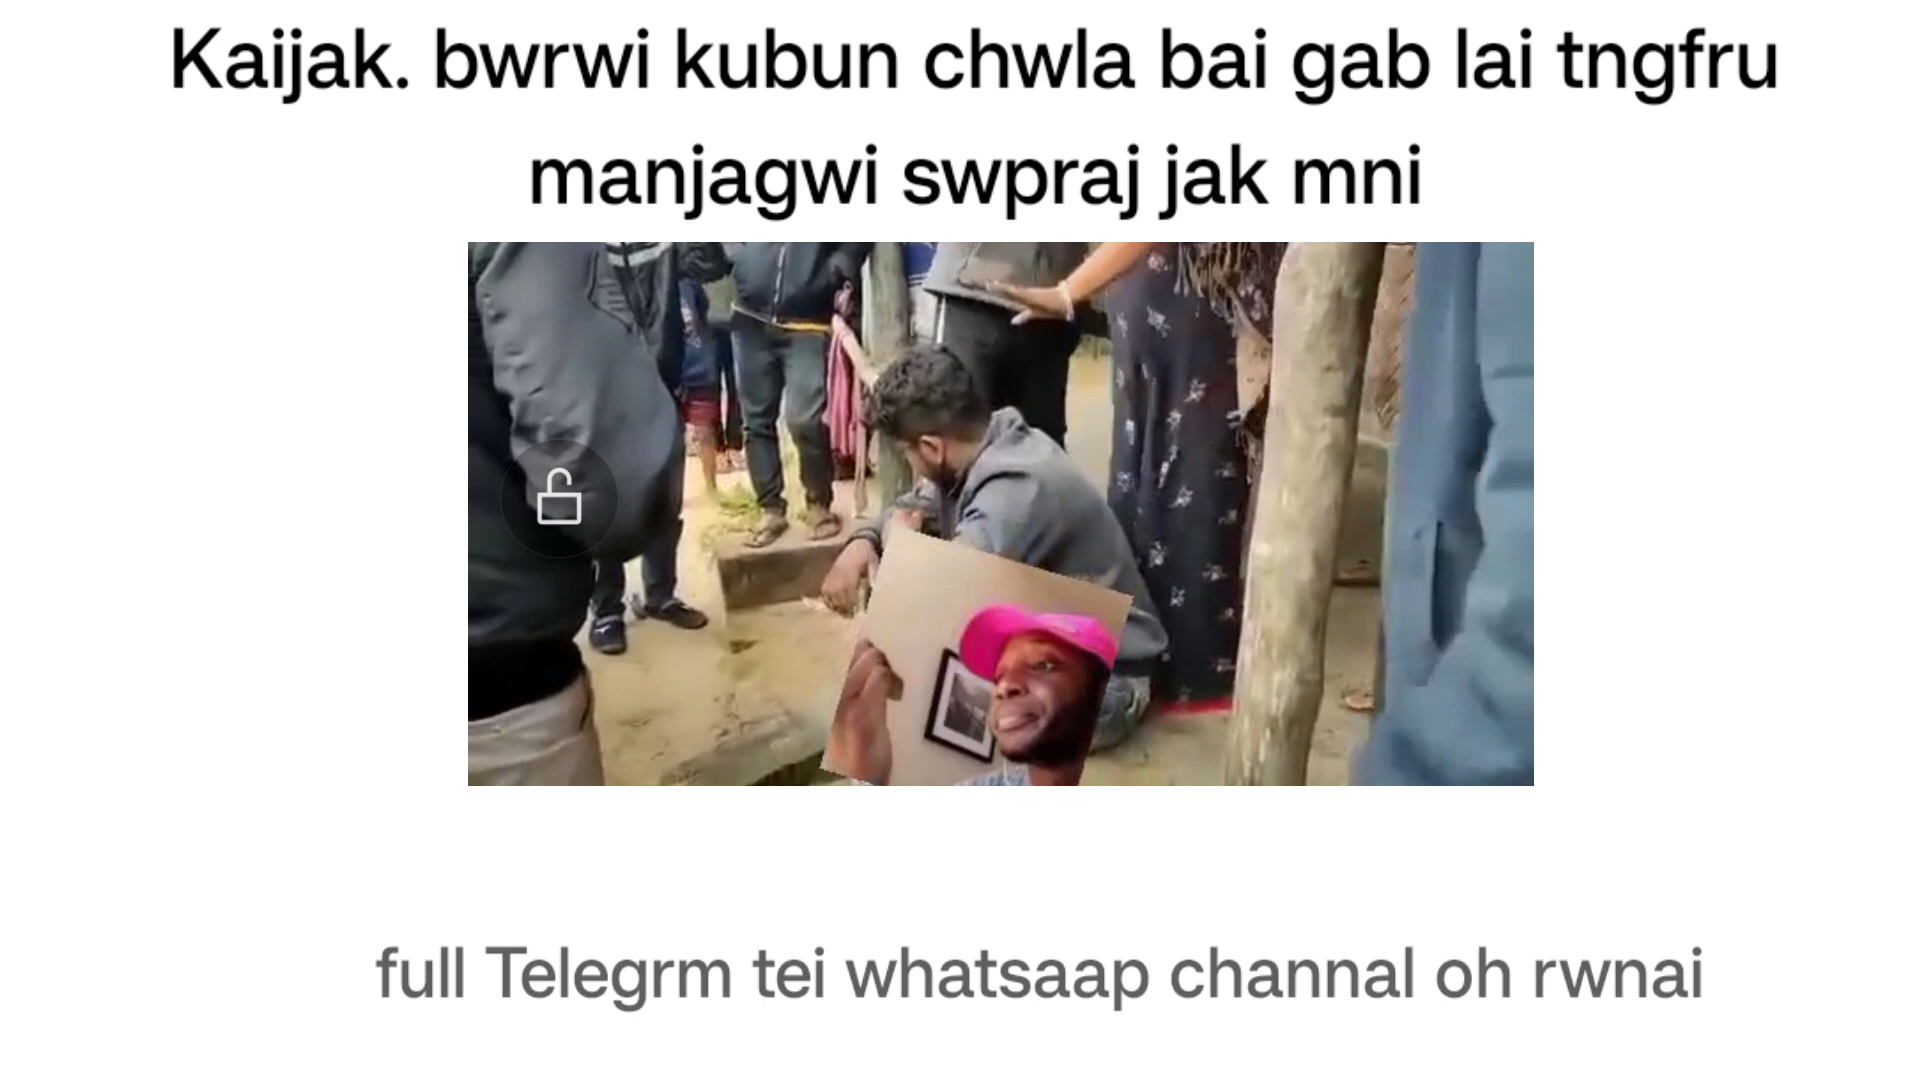 Kaijak. bwrwi kubun chwla bai gab lai tngfru
manjagwi swpraj jak mni
full Telegrm tei whatsaap channal oh rwnai